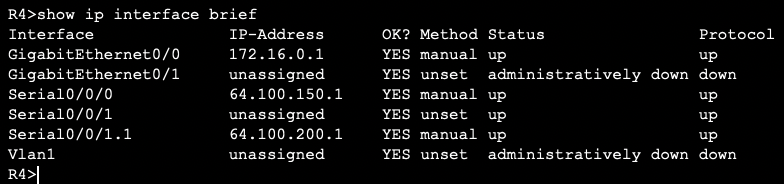 R4>show ip interface brief
Interface IP-Address OK? Method Status Protocol
GigabitEthernet0/0 172.16.0.1 YES manual up up
GigabitEthernet0/1 unassigned YES unset administratively down down
Serial0/0/0 64.100.150.1 YES manual up up
Serial0/0/1 unassigned YES unset up up
Serial0/0/1.1 64.100.200.1 YES manual up up
Vlan1 unassigned YES unset administratively down down
R4>